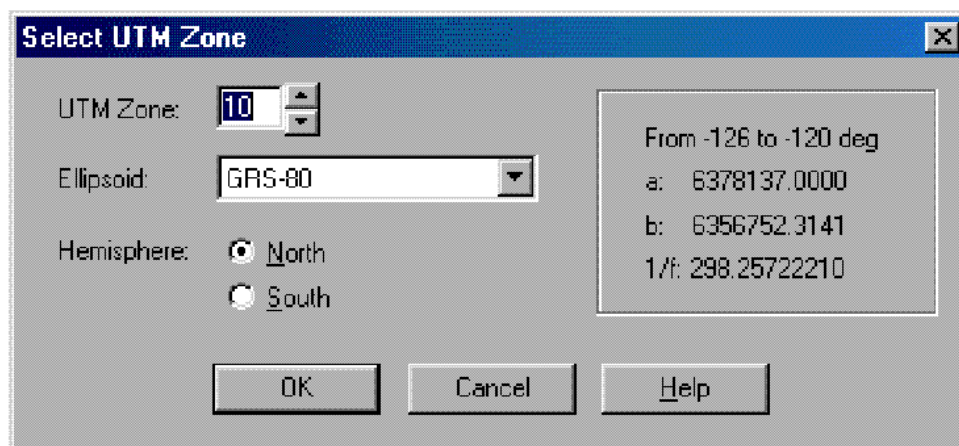 Select UTM Zone
UTM Zone: 10
Ellipsoid: GRS-80
Hemisphere: North
South
From -126 to -120 deg
a: 6378137.0000
b: 6356752.3141
1/f: 298.25722210
OK Cancel Help